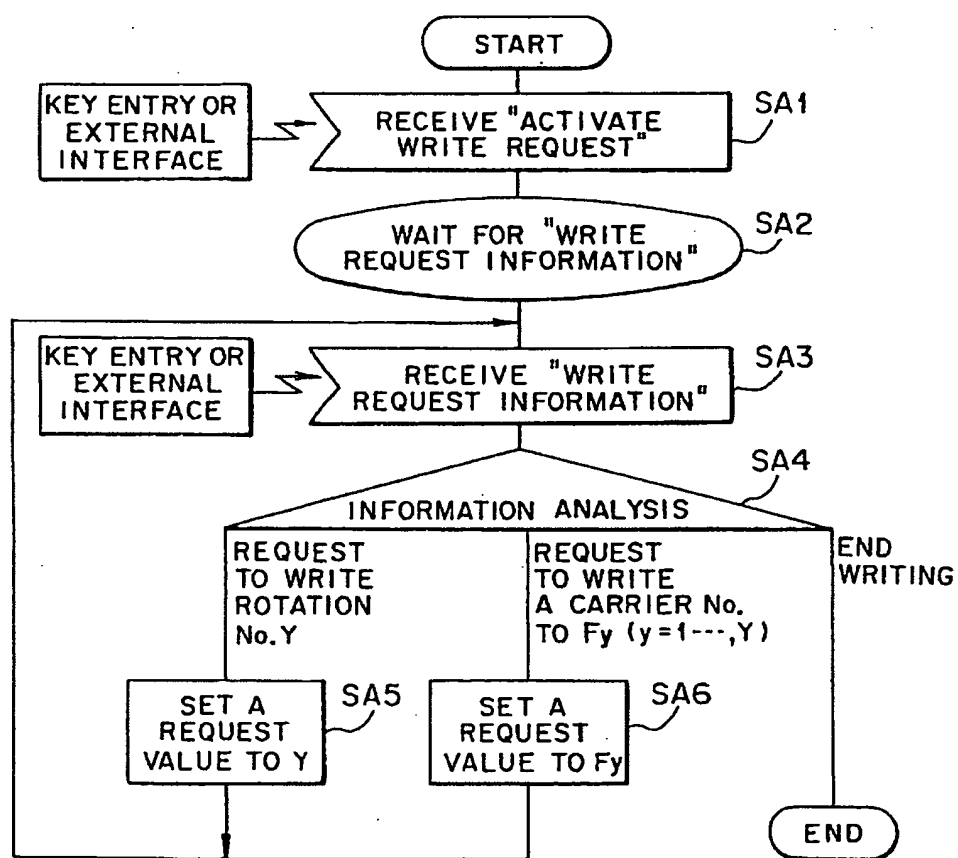 START
KEY ENTRY OR
EXTERNAL
INTERFACE
RECEIVE "ACTIVATE
WRITE REQUEST"
SA1
WAIT FOR "WRITE
REQUEST INFORMATION"
SA2
KEY ENTRY OR
EXTERNAL
INTERFACE
RECEIVE "WRITE
REQUEST INFORMATION"
SA3
INFORMATION ANALYSIS
SA4
REQUEST
TO WRITE
ROTATION
No.Y
REQUEST
TO WRITE
A CARRIER No.
TO Fy (y=1---,Y)
END
WRITING
SET A
REQUEST
VALUE TO Y
SA5
SET A
REQUEST
VALUE TO Fy
SA6
END